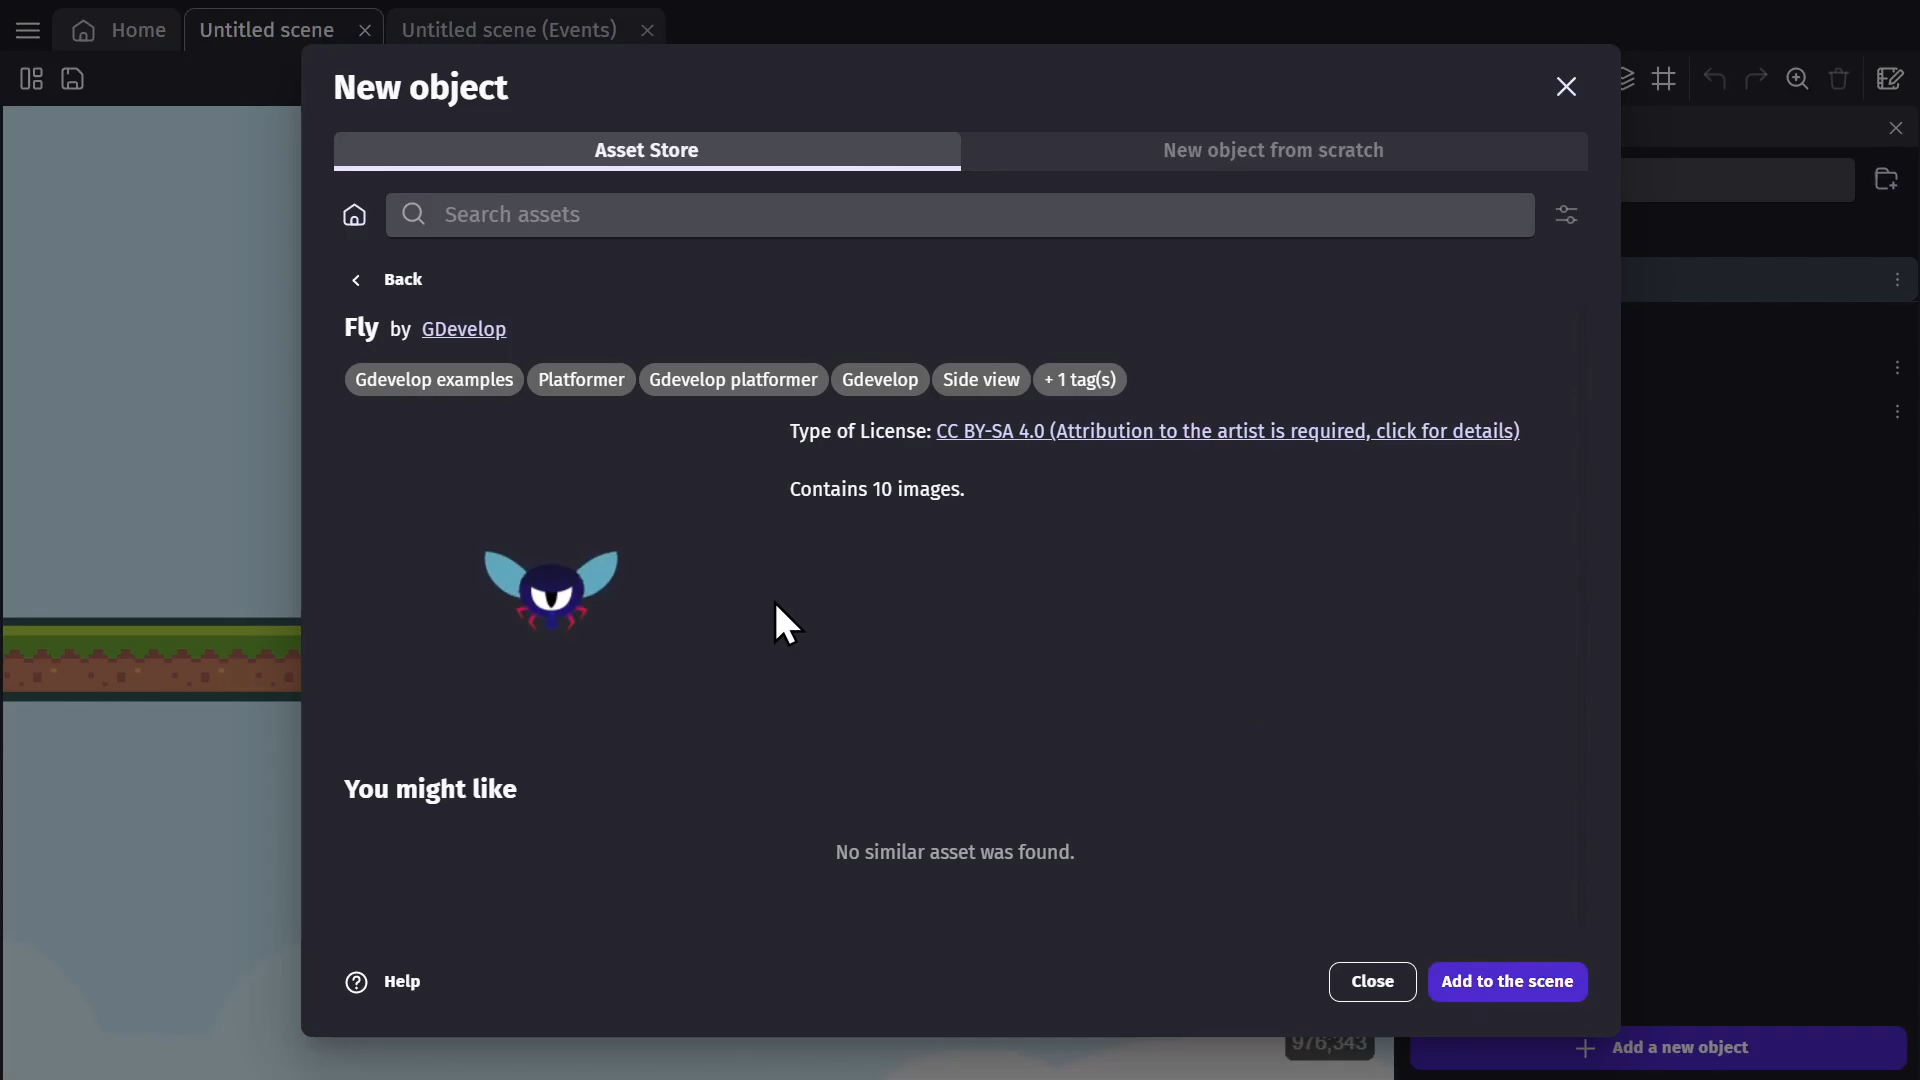 Home
Untitled scene
Untitled scene (Events)
New object
Asset Store
New object from scratch
Search assets
Back
Fly by GDevelop
Gdevelop examples
Platformer
Gdevelop platformer
Gdevelop
Side view
+ 1 tag(s)
Type of License: CC BY-SA 4.0 (Attribution to the artist is required, click for details)
Contains 10 images.
You might like
No similar asset was found.
Help
Close
Add to the scene
976;343
Add a new object